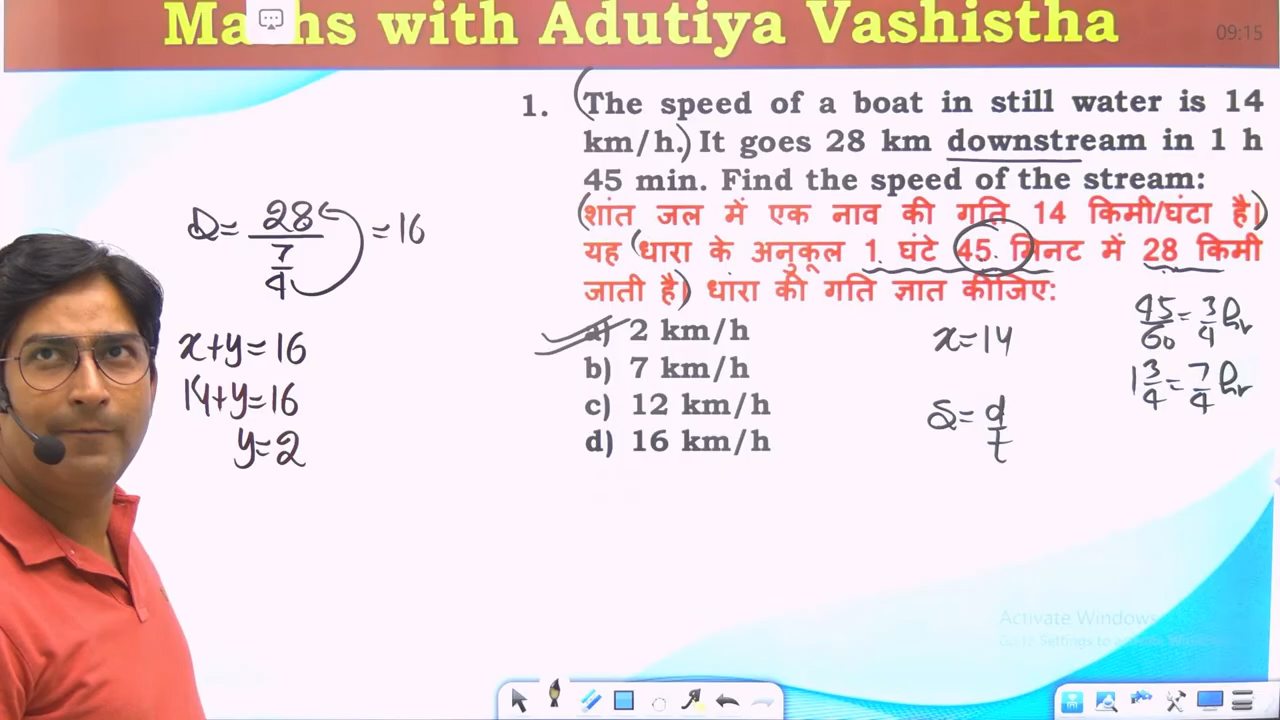 Maths with Adutiya Vashistha
09:15
1. The speed of a boat in still water is 14
km/h. It goes 28 km downstream in 1 h
45 min. Find the speed of the stream:
(शांत जल में एक नाव की गति 14 किमी/घंटा है।)
यह (धारा के अनुकूल 1 घंटे 45 मिनट में 28 किमी
जाती है।) धारा की गति ज्ञात कीजिए:
a) 2 km/h
b) 7 km/h
c) 12 km/h
d) 16 km/h
D = 28 / 7/4 = 16
x+y=16
14+y=16
y=2
x=14
S = d/t
45/60 = 3/4 hr
1 3/4 = 7/4 hr
Activate Windows